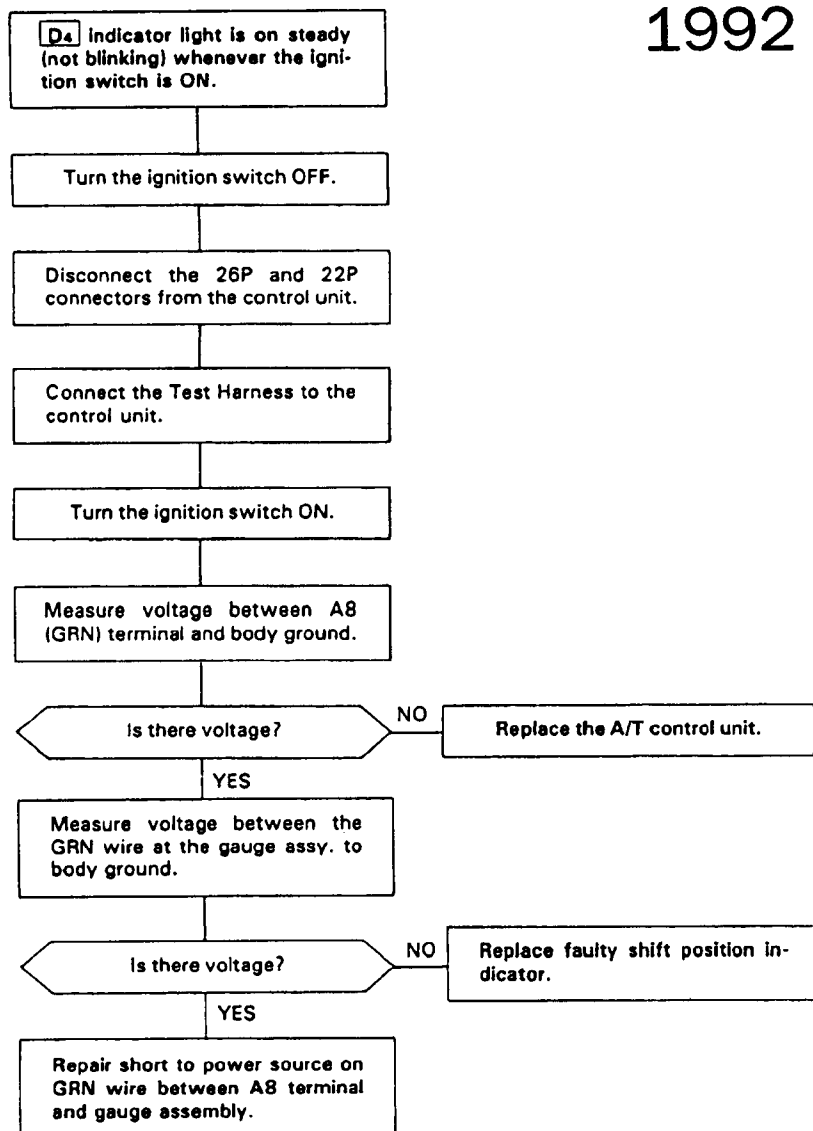 1992
D4 indicator light is on steady
(not blinking) whenever the igni-
tion switch is ON.
Turn the ignition switch OFF.
Disconnect the 26P and 22P
connectors from the control unit.
Connect the Test Harness to the
control unit.
Turn the ignition switch ON.
Measure voltage between A8
(GRN) terminal and body ground.
Is there voltage?
NO
Replace the A/T control unit.
YES
Measure voltage between the
GRN wire at the gauge assy. to
body ground.
Is there voltage?
NO
Replace faulty shift position in-
dicator.
YES
Repair short to power source on
GRN wire between A8 terminal
and gauge assembly.